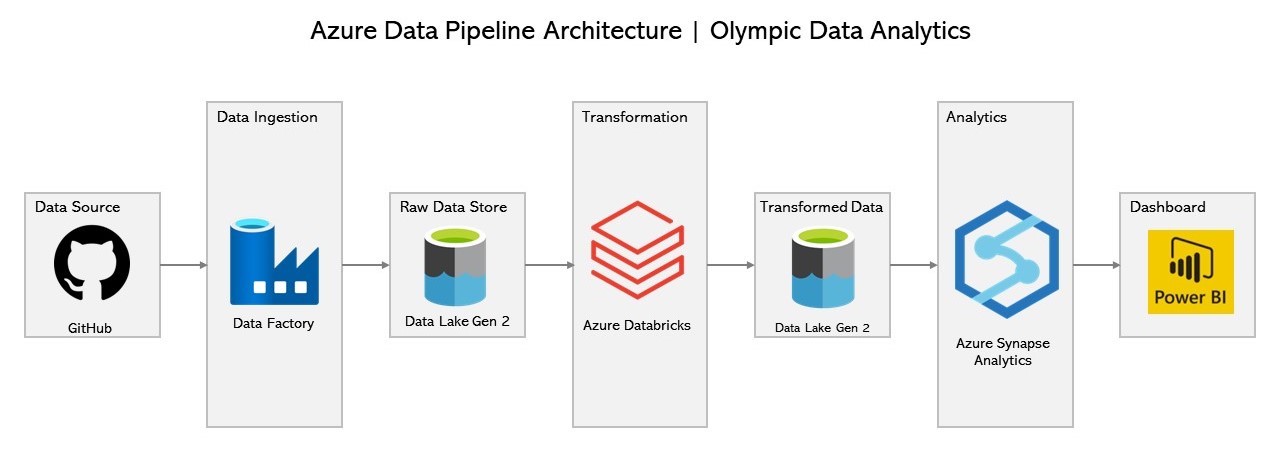 Azure Data Pipeline Architecture | Olympic Data Analytics
Data Source
GitHub
Data Ingestion
Data Factory
Raw Data Store
Data Lake Gen 2
Transformation
Azure Databricks
Transformed Data
Data Lake Gen 2
Analytics
Azure Synapse
Analytics
Dashboard
Power BI